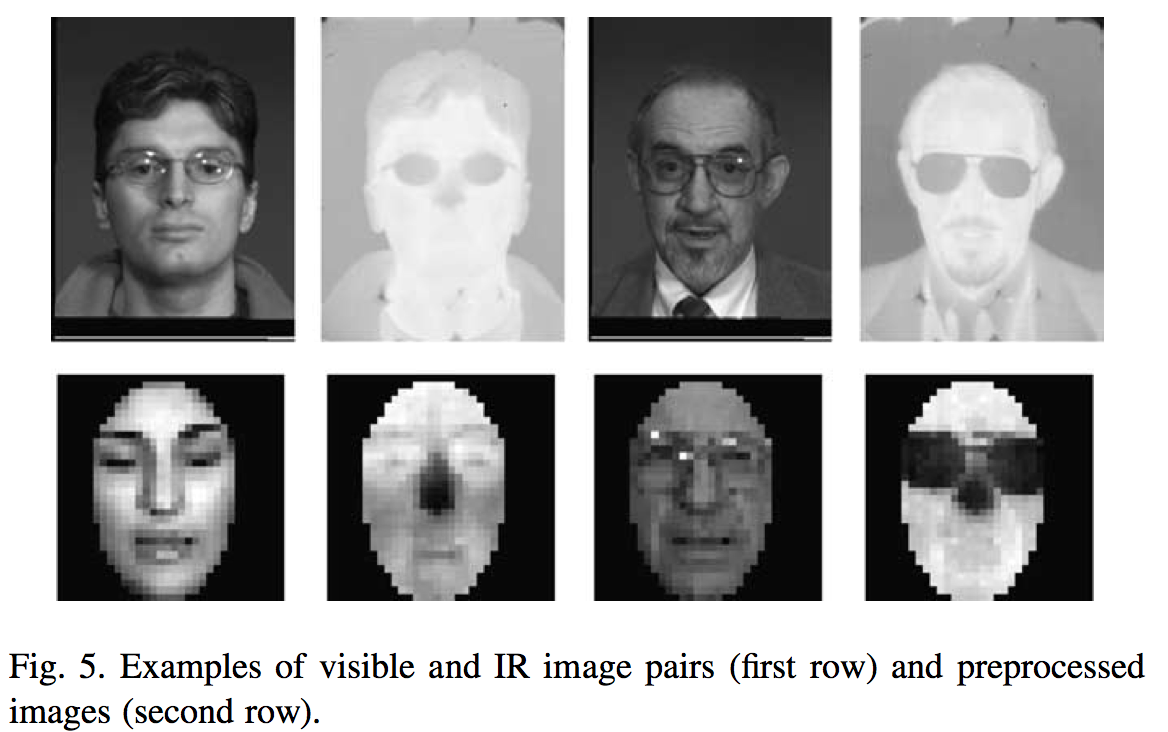 Fig. 5. Examples of visible and IR image pairs (first row) and preprocessed
images (second row).